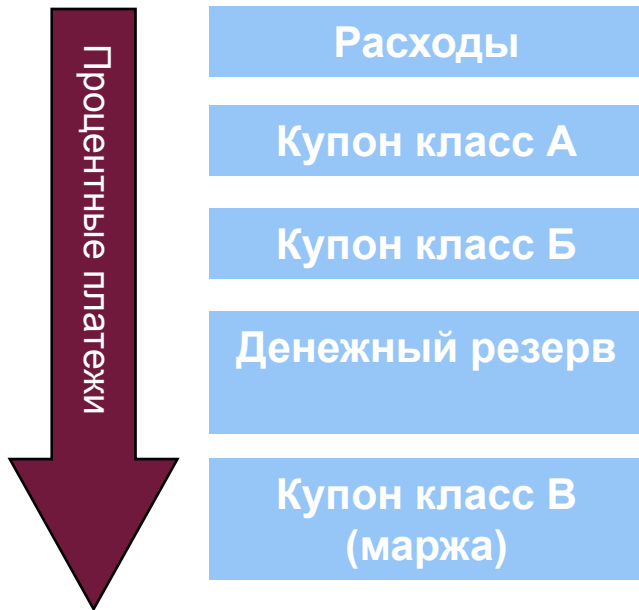 Процентные платежи
Расходы
Купон класс А
Купон класс Б
Денежный резерв
Купон класс В
(маржа)